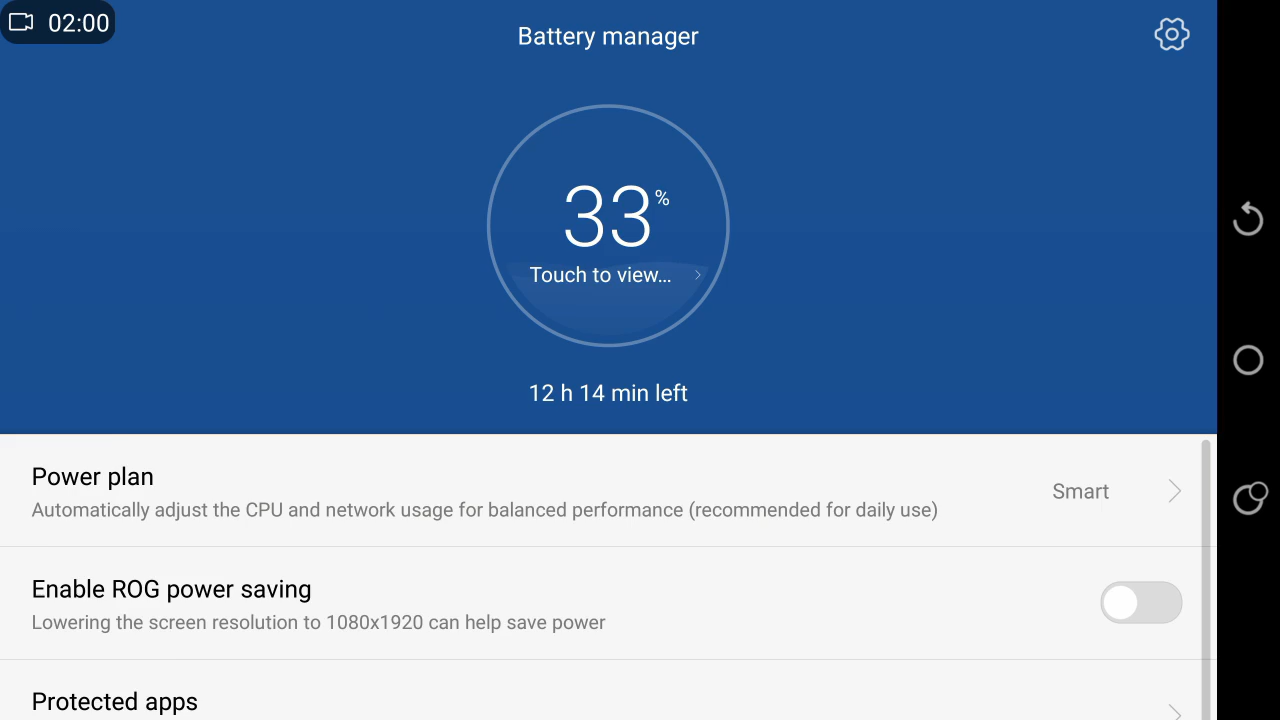 02:00
Battery manager
33%
Touch to view...
12 h 14 min left
Power plan
Automatically adjust the CPU and network usage for balanced performance (recommended for daily use)
Smart
Enable ROG power saving
Lowering the screen resolution to 1080x1920 can help save power
Protected apps